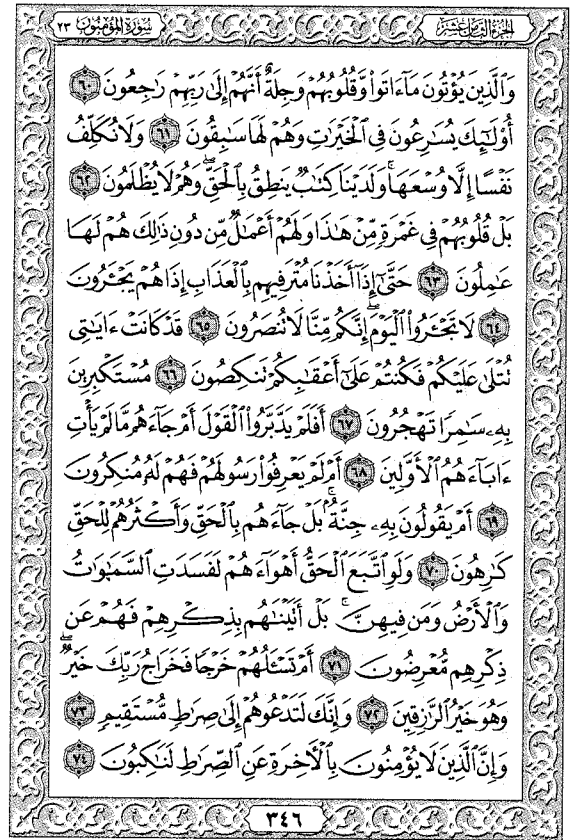 الجزء الثامن عشر
سورة المؤمنون ٢٣
وَالَّذِينَ يُؤْتُونَ مَآ ءَاتَوا۟ وَّقُلُوبُهُمْ وَجِلَةٌ أَنَّهُمْ إِلَىٰ رَبِّهِمْ رَٰجِعُونَ ٦٠
أُو۟لَٰٓئِكَ يُسَٰرِعُونَ فِى ٱلْخَيْرَٰتِ وَهُمْ لَهَا سَٰبِقُونَ ٦١ وَلَا نُكَلِّفُ
نَفْسًا إِلَّا وُسْعَهَا ۚ وَلَدَيْنَا كِتَٰبٌ يَنطِقُ بِٱلْحَقِّ ۖ وَهُمْ لَا يُظْلَمُونَ ٦٢
بَلْ قُلُوبُهُمْ فِى غَمْرَةٍ مِّنْ هَٰذَا وَلَهُمْ أَعْمَٰلٌ مِّن دُونِ ذَٰلِكَ هُمْ لَهَا
عَٰمِلُونَ ٦٣ حَتَّىٰٓ إِذَآ أَخَذْنَا مُتْرَفِيهِم بِٱلْعَذَابِ إِذَا هُمْ يَجْـَٔرُونَ
٦٤ لَا تَجْـَٔرُوا۟ ٱلْيَوْمَ ۖ إِنَّكُم مِّنَّا لَا تُنصَرُونَ ٦٥ قَدْ كَانَتْ ءَايَٰتِى
تُتْلَىٰ عَلَيْكُمْ فَكُنتُمْ عَلَىٰٓ أَعْقَٰبِكُمْ تَنكِصُونَ ٦٦ مُسْتَكْبِرِينَ
بِهِۦ سَٰمِرًا تَهْجُرُونَ ٦٧ أَفَلَمْ يَدَّبَّرُوا۟ ٱلْقَوْلَ أَمْ جَآءَهُم مَّا لَمْ يَأْتِ
ءَابَآءَهُمُ ٱلْأَوَّلِينَ ٦٨ أَمْ لَمْ يَعْرِفُوا۟ رَسُولَهُمْ فَهُمْ لَهُۥ مُنكِرُونَ
٦٩ أَمْ يَقُولُونَ بِهِۦ جِنَّةٌۢ ۚ بَلْ جَآءَهُم بِٱلْحَقِّ وَأَكْثَرُهُمْ لِلْحَقِّ
كَٰرِهُونَ ٧٠ وَلَوِ ٱتَّبَعَ ٱلْحَقُّ أَهْوَآءَهُمْ لَفَسَدَتِ ٱلسَّمَٰوَٰتُ
وَٱلْأَرْضُ وَمَن فِيهِنَّ ۚ بَلْ أَتَيْنَٰهُم بِذِكْرِهِمْ فَهُمْ عَن
ذِكْرِهِم مُّعْرِضُونَ ٧١ أَمْ تَسْـَٔلُهُمْ خَرْجًا فَخَرَاجُ رَبِّكَ خَيْرٌ ۖ
وَهُوَ خَيْرُ ٱلرَّٰزِقِينَ ٧٢ وَإِنَّكَ لَتَدْعُوهُمْ إِلَىٰ صِرَٰطٍ مُّسْتَقِيمٍ ٧٣
وَإِنَّ ٱلَّذِينَ لَا يُؤْمِنُونَ بِٱلْءَاخِرَةِ عَنِ ٱلصِّرَٰطِ لَنَٰكِبُونَ ٧٤
٣٤٦